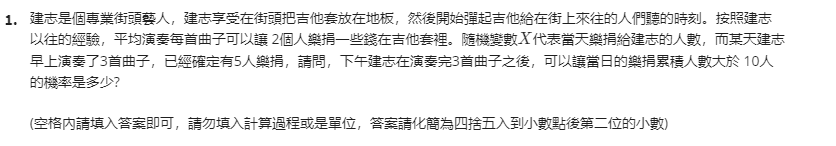 1. 建志是個專業街頭藝人，建志享受在街頭把吉他套放在地板，然後開始彈起吉他給在街上來往的人們聽的時刻。按照建志
以往的經驗，平均演奏每首曲子可以讓 2個人樂捐一些錢在吉他套裡。隨機變數X代表當天樂捐給建志的人數，而某天建志
早上演奏了3首曲子，已經確定有5人樂捐，請問，下午建志在演奏完3首曲子之後，可以讓當日的樂捐累積人數大於 10人
的機率是多少?
(空格內請填入答案即可，請勿填入計算過程或是單位，答案請化簡為四捨五入到小數點後第二位的小數)